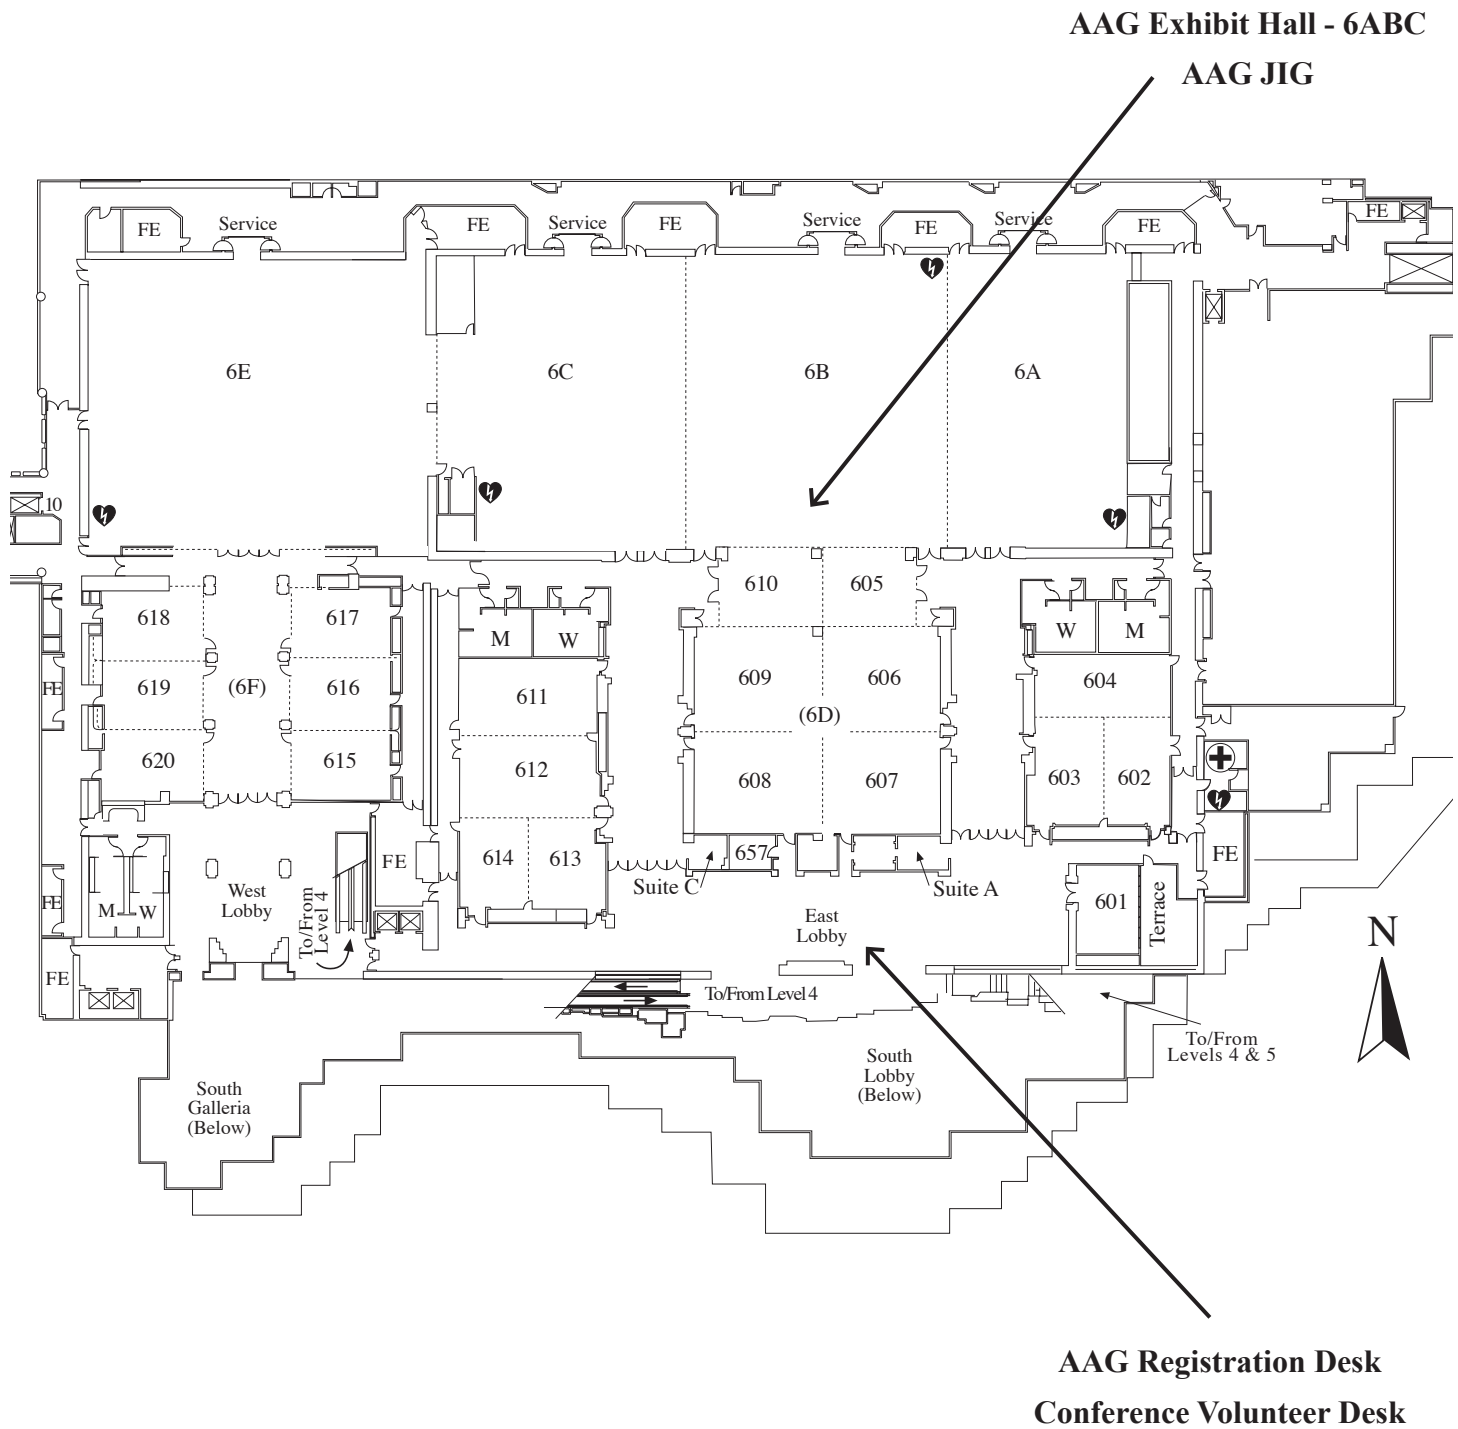 AAG Exhibit Hall - 6ABC
AAG JIG
FE
Service
FE
Service
FE
Service
FE
Service
FE
FE
6E
6C
6B
6A
10
610
605
618
617
M
W
W
M
619
(6F)
616
611
609
606
604
(6D)
620
615
612
608
607
603
602
FE
FE
614
613
657
FE
Suite C
Suite A
FE
M
W
West
Lobby
To/From
Level 4
601
Terrace
East
Lobby
N
FE
To/From Level 4
To/From
Levels 4 & 5
South
Lobby
(Below)
South
Galleria
(Below)
AAG Registration Desk
Conference Volunteer Desk